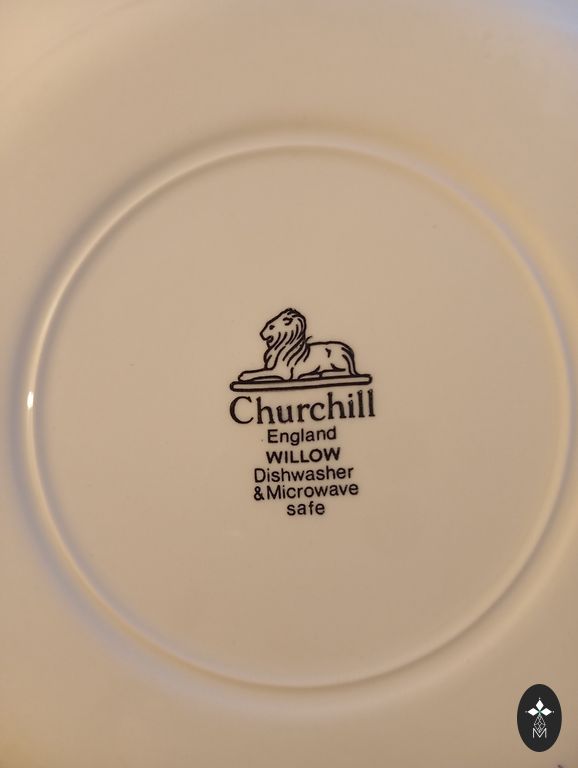 Churchill
England
WILLOW
Dishwasher
&Microwave
safe
M